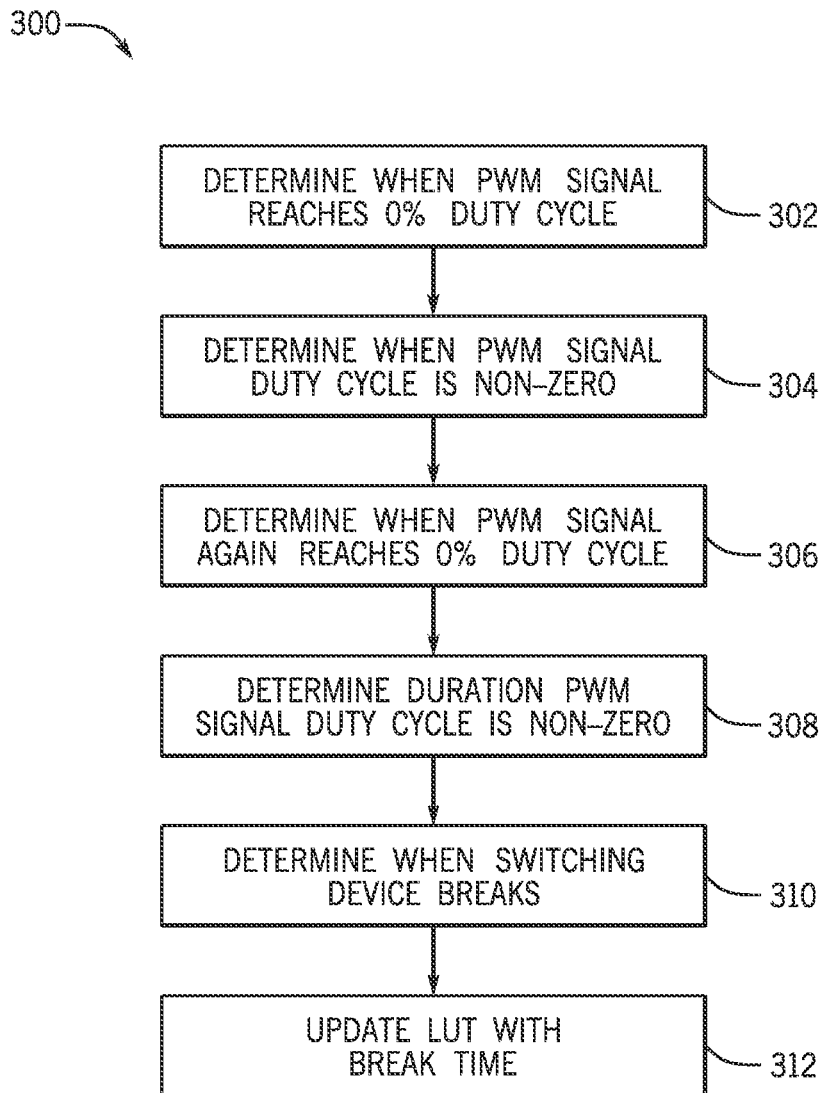 300
DETERMINE WHEN PWM SIGNAL
REACHES 0% DUTY CYCLE
302
DETERMINE WHEN PWM SIGNAL
DUTY CYCLE IS NON–ZERO
304
DETERMINE WHEN PWM SIGNAL
AGAIN REACHES 0% DUTY CYCLE
306
DETERMINE DURATION PWM
SIGNAL DUTY CYCLE IS NON–ZERO
308
DETERMINE WHEN SWITCHING
DEVICE BREAKS
310
UPDATE LUT WITH
BREAK TIME
312